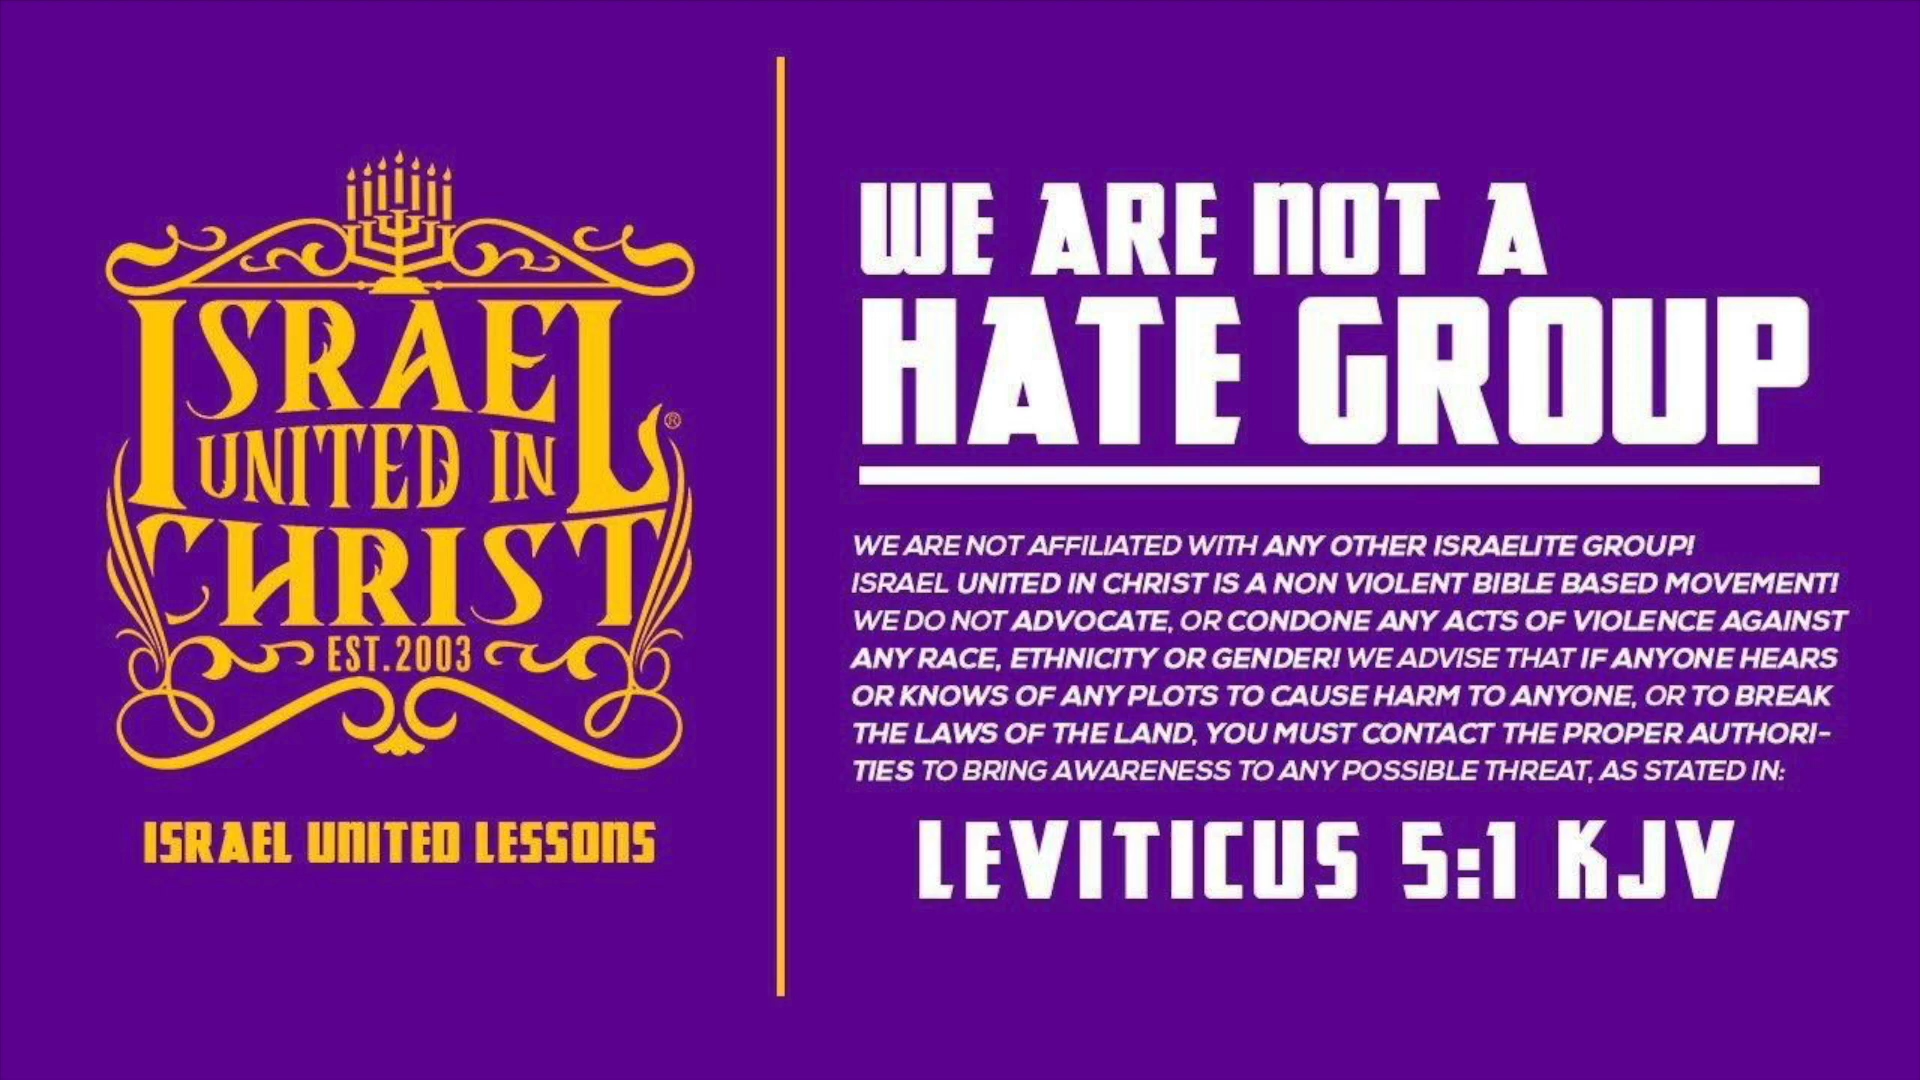 ISRAEL
UNITED IN
CHRIST
®
EST.2003
ISRAEL UNITED LESSONS
WE ARE NOT A
HATE GROUP
WE ARE NOT AFFILIATED WITH ANY OTHER ISRAELITE GROUP!
ISRAEL UNITED IN CHRIST IS A NON VIOLENT BIBLE BASED MOVEMENT!
WE DO NOT ADVOCATE, OR CONDONE ANY ACTS OF VIOLENCE AGAINST
ANY RACE, ETHNICITY OR GENDER! WE ADVISE THAT IF ANYONE HEARS
OR KNOWS OF ANY PLOTS TO CAUSE HARM TO ANYONE, OR TO BREAK
THE LAWS OF THE LAND, YOU MUST CONTACT THE PROPER AUTHORI-
TIES TO BRING AWARENESS TO ANY POSSIBLE THREAT, AS STATED IN:
LEVITICUS 5:1 KJV